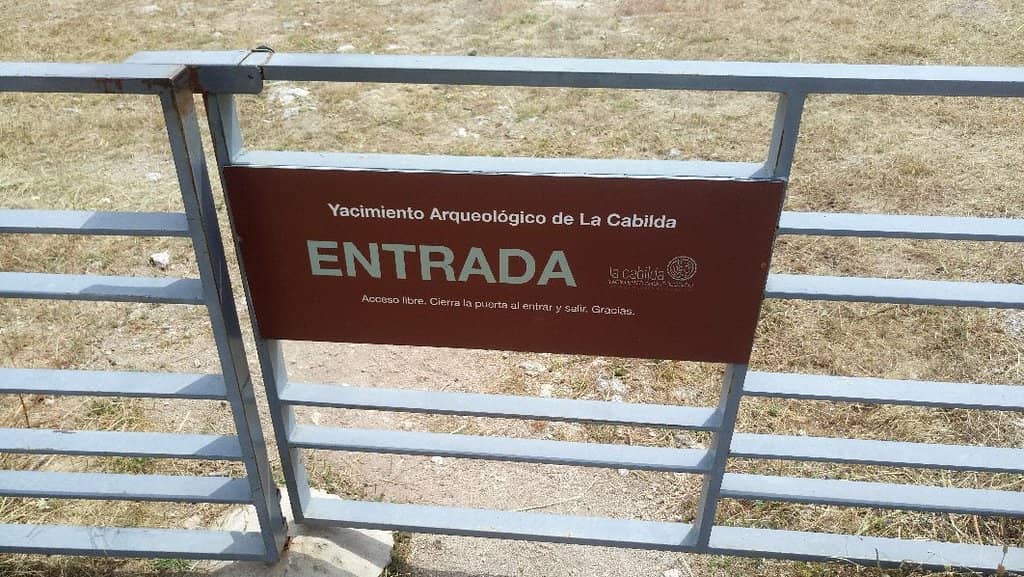 Yacimiento Arqueológico de La Cabilda
ENTRADA
la cabilda
Acceso libre. Cierra la puerta al entrar y salir. Gracias.